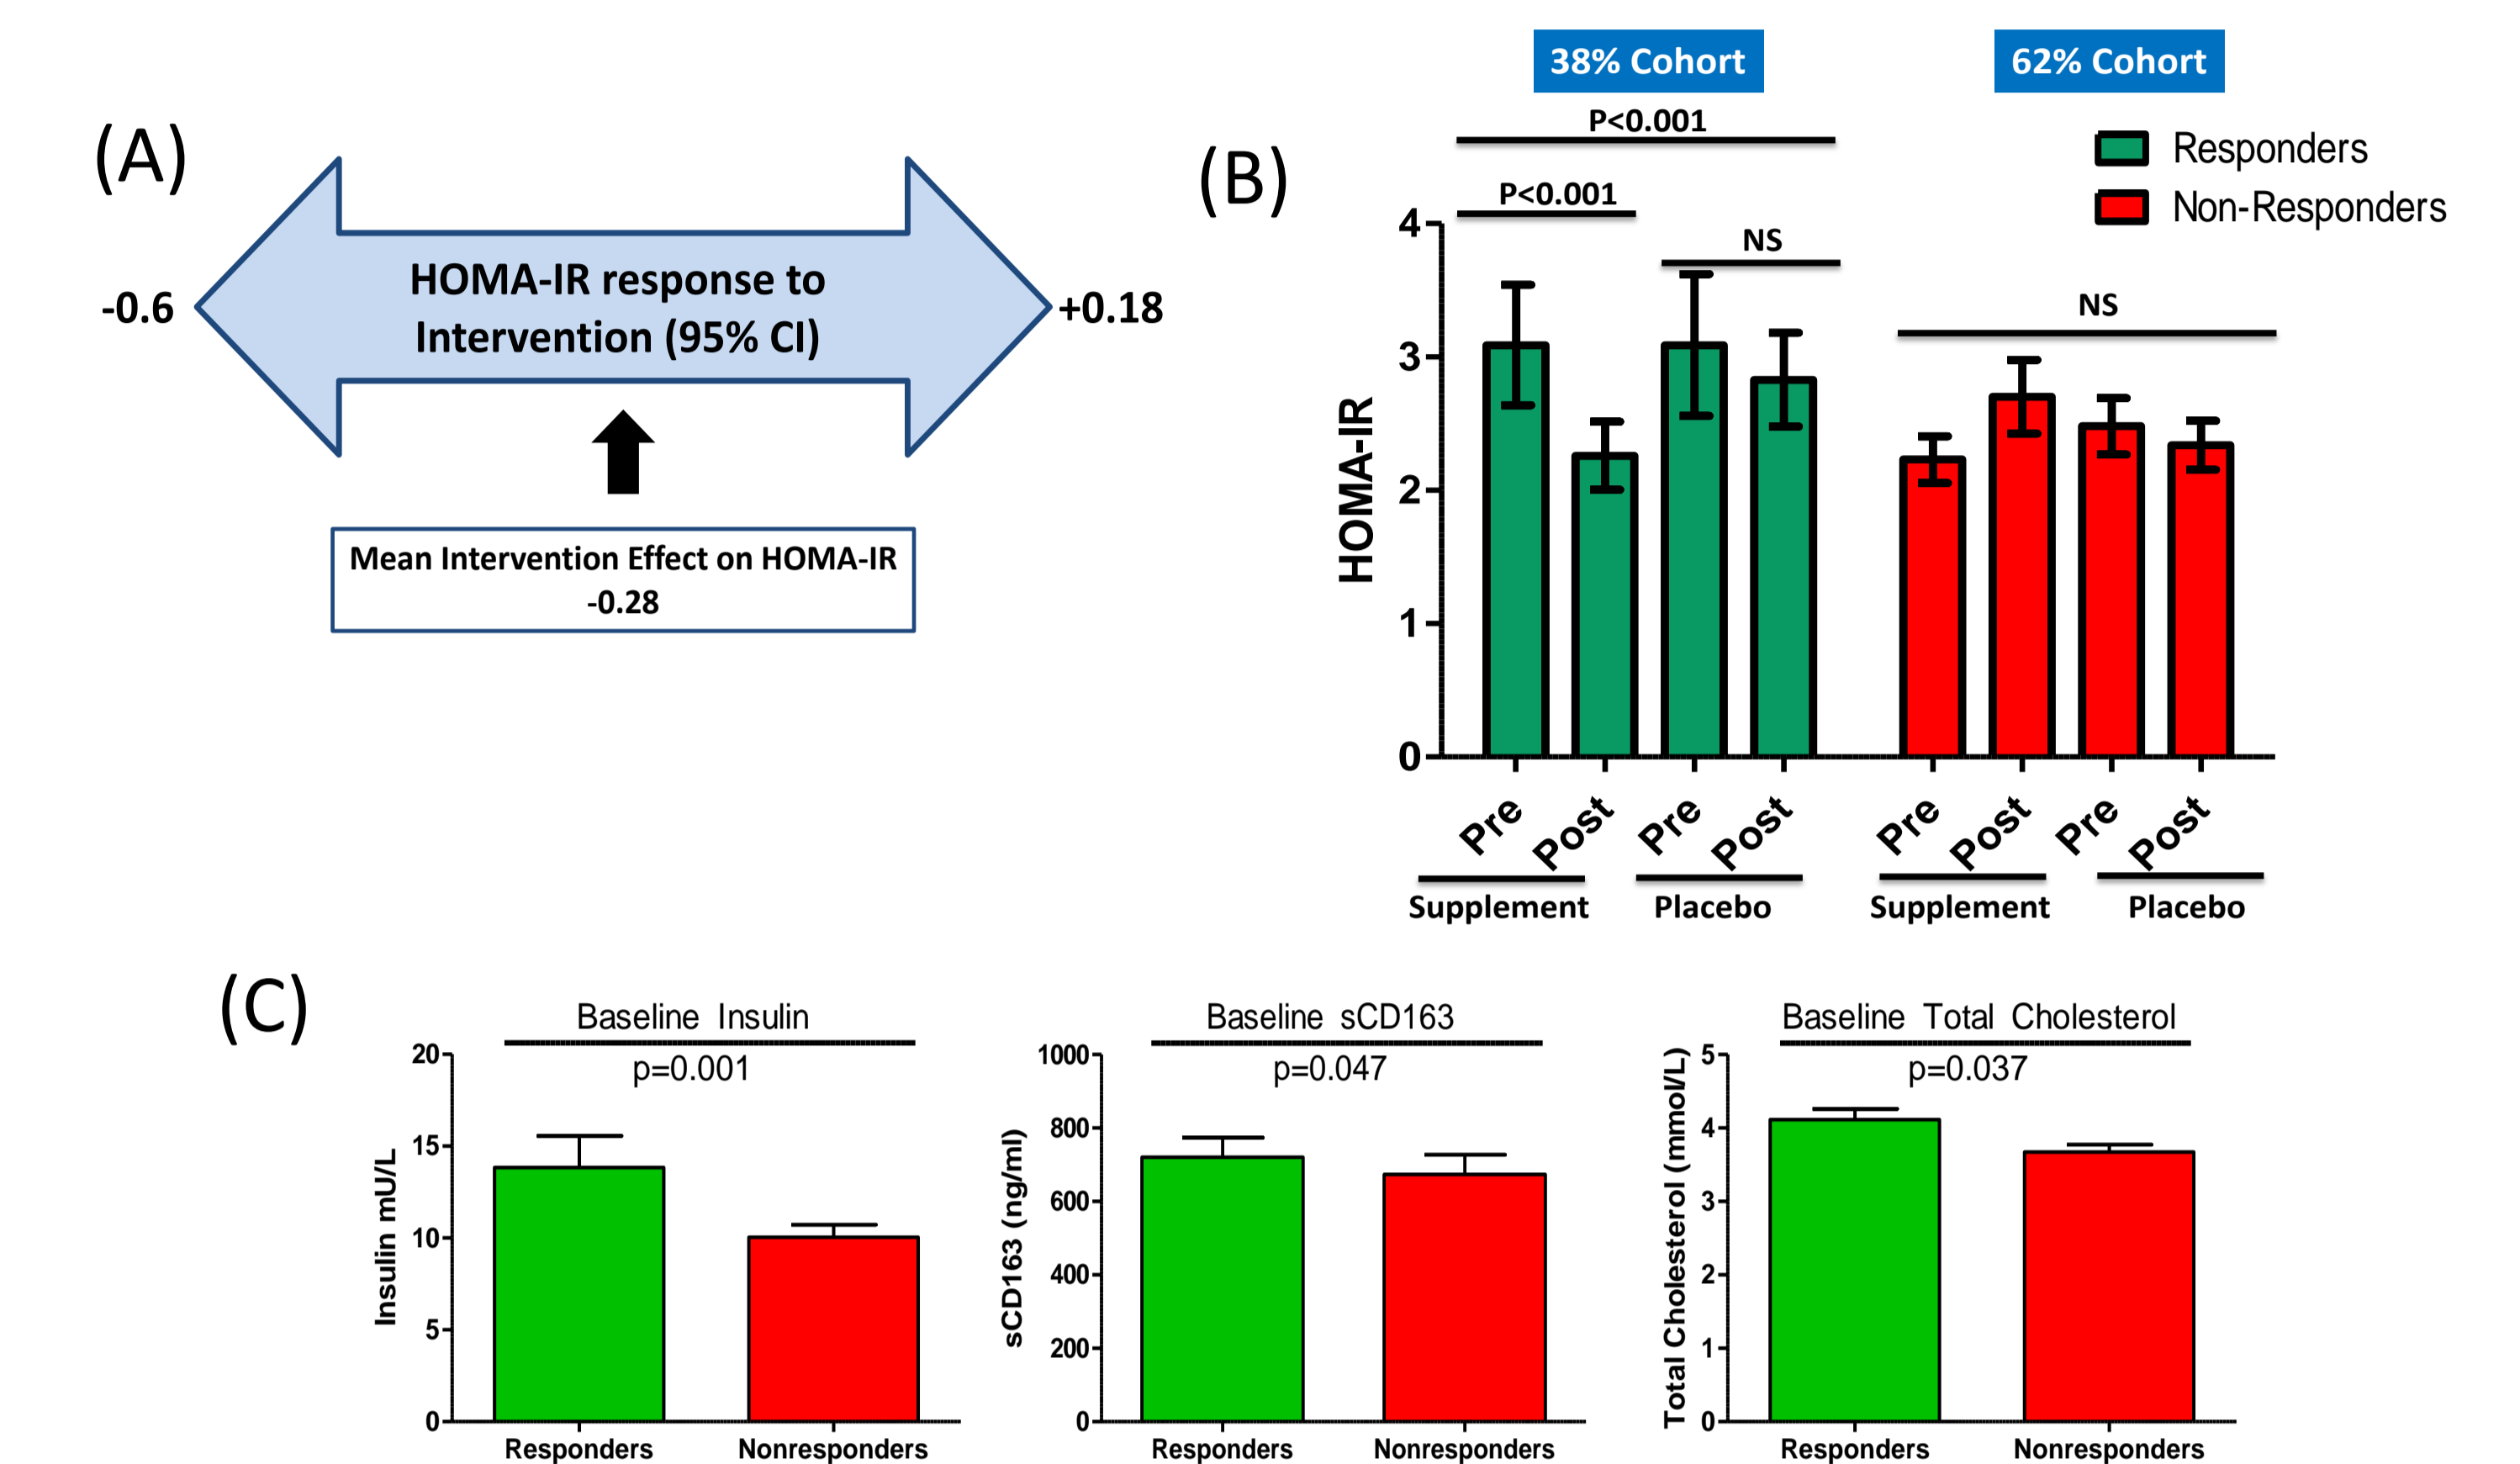 (A)
-0.6
HOMA-IR response to
Intervention (95% CI)
+0.18
Mean Intervention Effect on HOMA-IR
-0.28
(B)
38% Cohort
62% Cohort
P<0.001
P<0.001
NS
NS
Responders
Non-Responders
HOMA-IR
4
3
2
1
0
Pre
Post
Pre
Post
Pre
Post
Pre
Post
Supplement
Placebo
Supplement
Placebo
(C)
Baseline Insulin
p=0.001
Insulin mU/L
20
15
10
5
0
Responders
Nonresponders
Baseline sCD163
p=0.047
sCD163 (ng/ml)
1000
800
600
400
200
0
Responders
Nonresponders
Baseline Total Cholesterol
p=0.037
Total Cholesterol (mmol/L)
5
4
3
2
1
0
Responders
Nonresponders